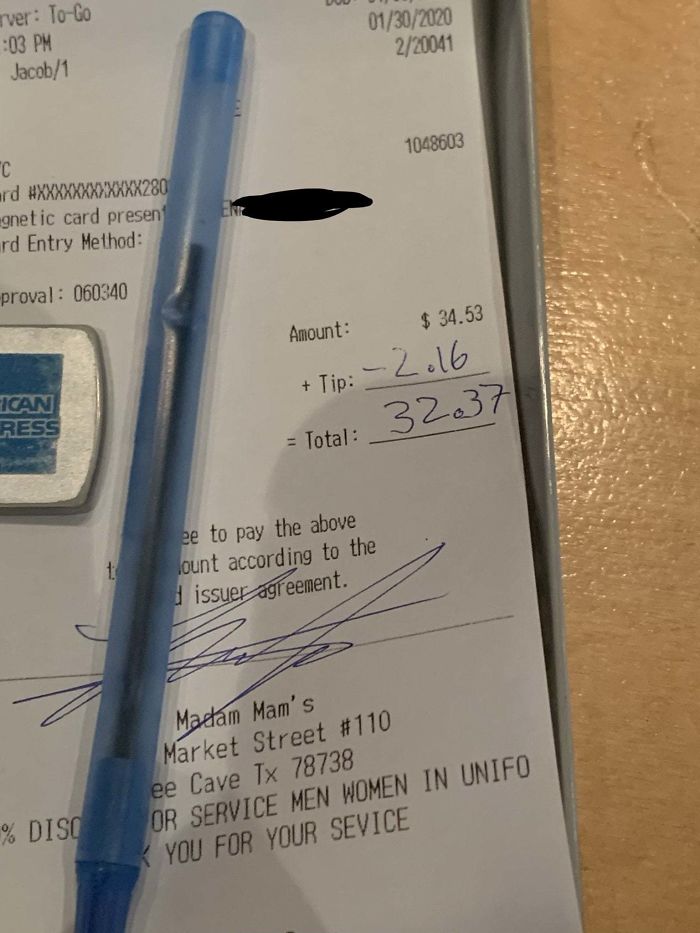 rver: To-Go
01/30/2020
:03 PM
2/20041
Jacob/1
1048603
rd #XXXXXXXXXXXX280
gnetic card presen
rd Entry Method:
proval: 060340
Amount: $ 34.53
+ Tip: -2.16
= Total: 32.37
ICAN
RESS
ee to pay the above
ount according to the
issuer agreement.
Madam Mam's
Market Street #110
ee Cave Tx 78738
% DISC OR SERVICE MEN WOMEN IN UNIFO
YOU FOR YOUR SEVICE